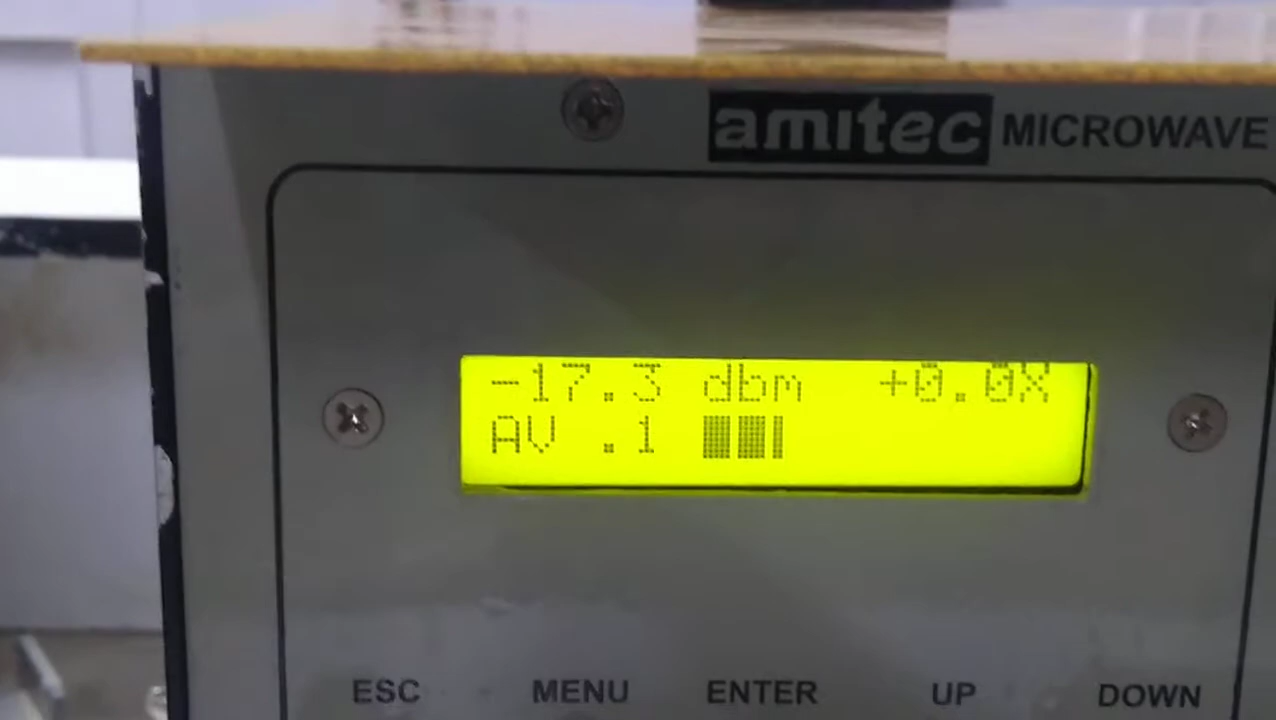 amitec MICROWAVE
-17.3 dbm +0.0X
AV .1
ESC MENU ENTER UP DOWN